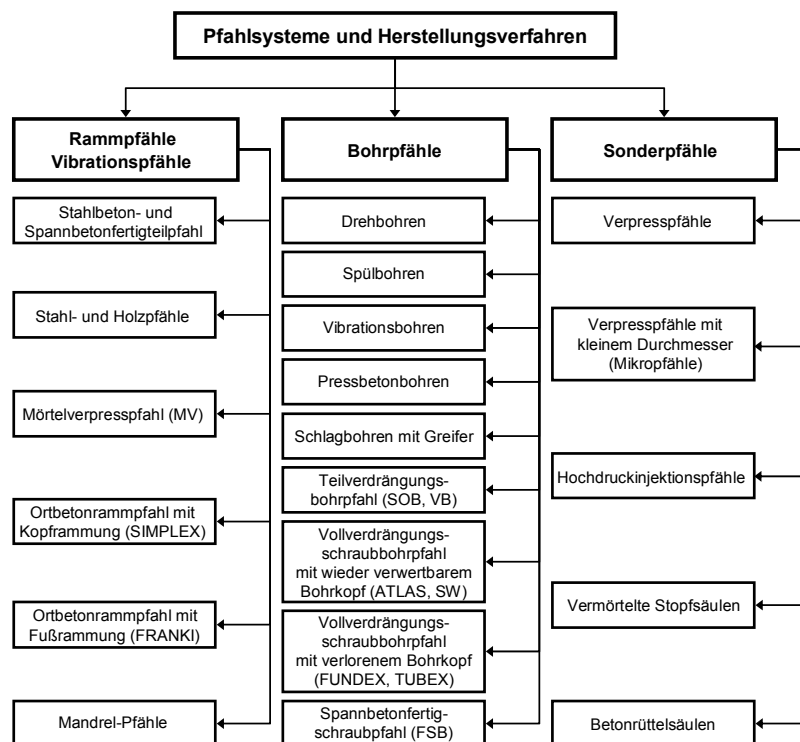 Pfahlsysteme und Herstellungsverfahren
Rammpfähle
Vibrationspfähle
Stahlbeton- und
Spannbetonfertigteilpfahl
Stahl- und Holzpfähle
Mörtelverpresspfahl (MV)
Ortbetonrammpfahl mit
Kopframmung (SIMPLEX)
Ortbetonrammpfahl mit
Fußrammung (FRANKI)
Mandrel-Pfähle
Bohrpfähle
Drehbohren
Spülbohren
Vibrationsbohren
Pressbetonbohren
Schlagbohren mit Greifer
Teilverdrängungs-
bohrpfahl (SOB, VB)
Vollverdrängungs-
schraubbohrpfahl
mit wieder verwertbarem
Bohrkopf (ATLAS, SW)
Vollverdrängungs-
schraubbohrpfahl
mit verlorenem Bohrkopf
(FUNDEX, TUBEX)
Spannbetonfertig-
schraubpfahl (FSB)
Sonderpfähle
Verpresspfähle
Verpresspfähle mit
kleinem Durchmesser
(Mikropfähle)
Hochdruckinjektionspfähle
Vermörtelte Stopfsäulen
Betonrüttelsäulen